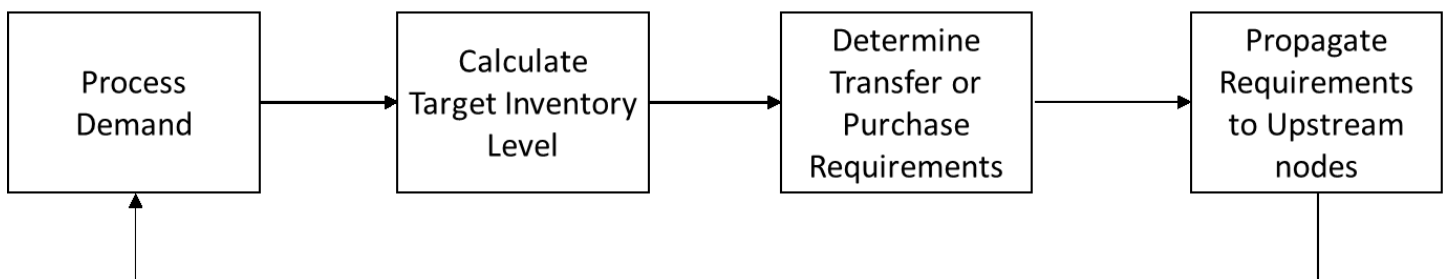 Process
Demand
Calculate
Target Inventory
Level
Determine
Transfer or
Purchase
Requirements
Propagate
Requirements
to Upstream
nodes